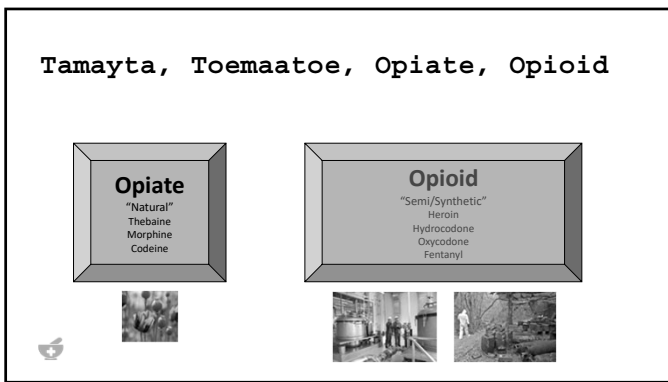 Tamayta, Toemaatoe, Opiate, Opioid
Opiate
“Natural”
Thebaine
Morphine
Codeine
Opioid
“Semi/Synthetic”
Heroin
Hydrocodone
Oxycodone
Fentanyl